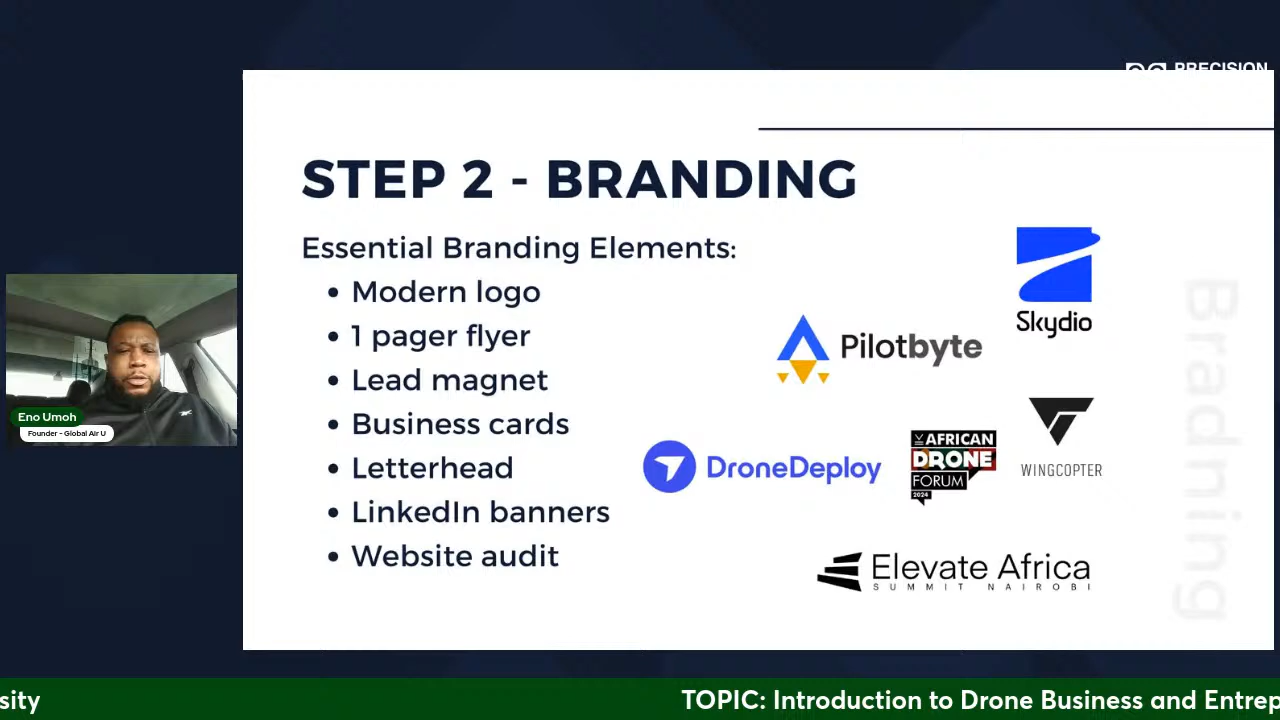 PRECISION
STEP 2 - BRANDING
Essential Branding Elements:
• Modern logo
• 1 pager flyer
• Lead magnet
• Business cards
• Letterhead
• LinkedIn banners
• Website audit
Skydio
Pilotbyte
DroneDeploy
AFRICAN
DRONE
FORUM
2024
WINGCOPTER
Elevate Africa
SUMMIT NAIROBI
Bradning
Eno Umoh
Founder - Global Air U
sity
TOPIC: Introduction to Drone Business and Entrep